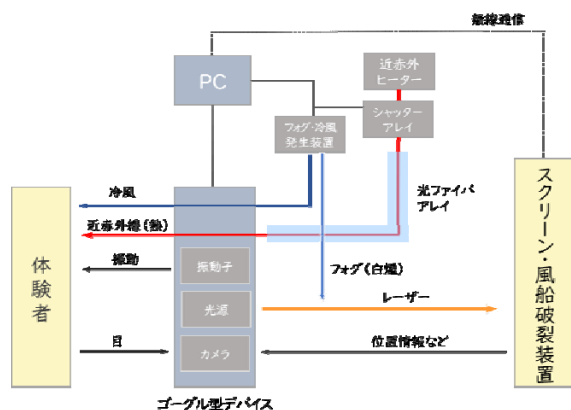 無線通信
PC
近赤外
ヒーター
シャッター
アレイ
フォグ・冷風
発生装置
冷風
光ファイバ
アレイ
近赤外線(熱)
振動
振動子
フォグ(白煙)
体験者
光源
レーザー
スクリーン・風船破裂装置
目
カメラ
位置情報など
ゴーグル型デバイス